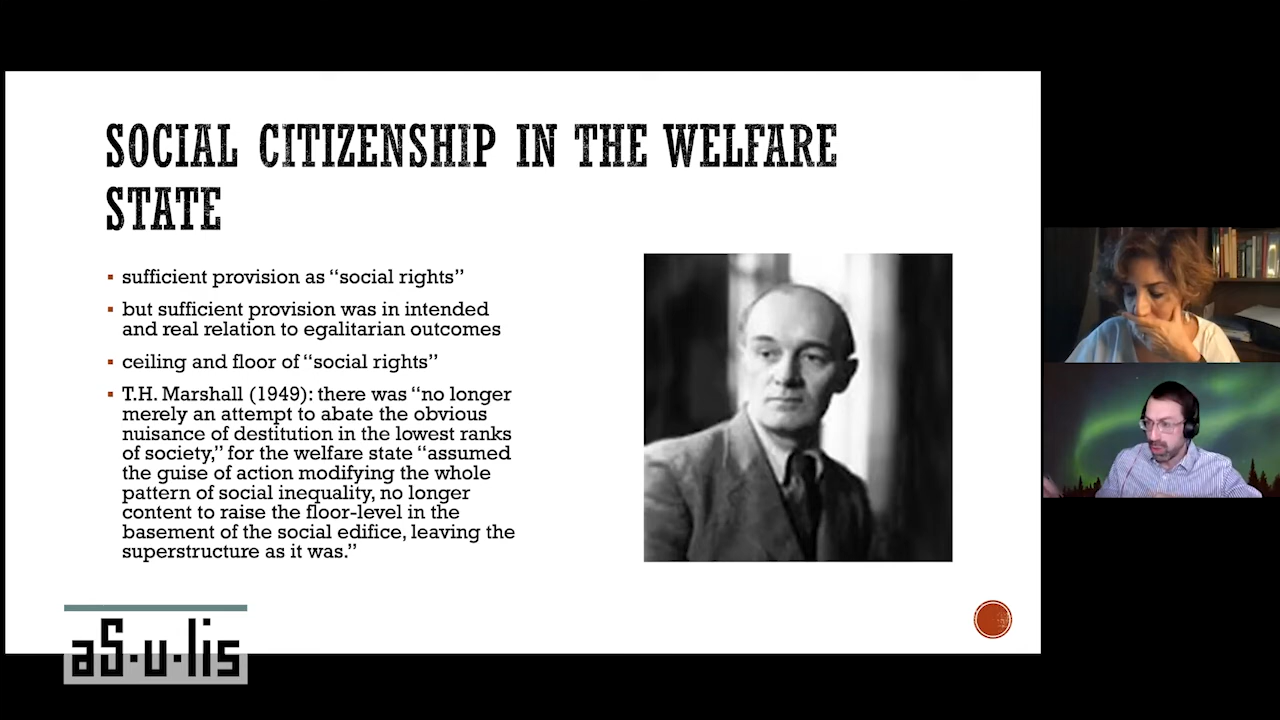 SOCIAL CITIZENSHIP IN THE WELFARE
STATE
sufficient provision as “social rights”
but sufficient provision was in intended
and real relation to egalitarian outcomes
ceiling and floor of “social rights”
T.H. Marshall (1949): there was “no longer
merely an attempt to abate the obvious
nuisance of destitution in the lowest ranks
of society,” for the welfare state “assumed
the guise of action modifying the whole
pattern of social inequality, no longer
content to raise the floor-level in the
basement of the social edifice, leaving the
superstructure as it was.”
aS·u·lis